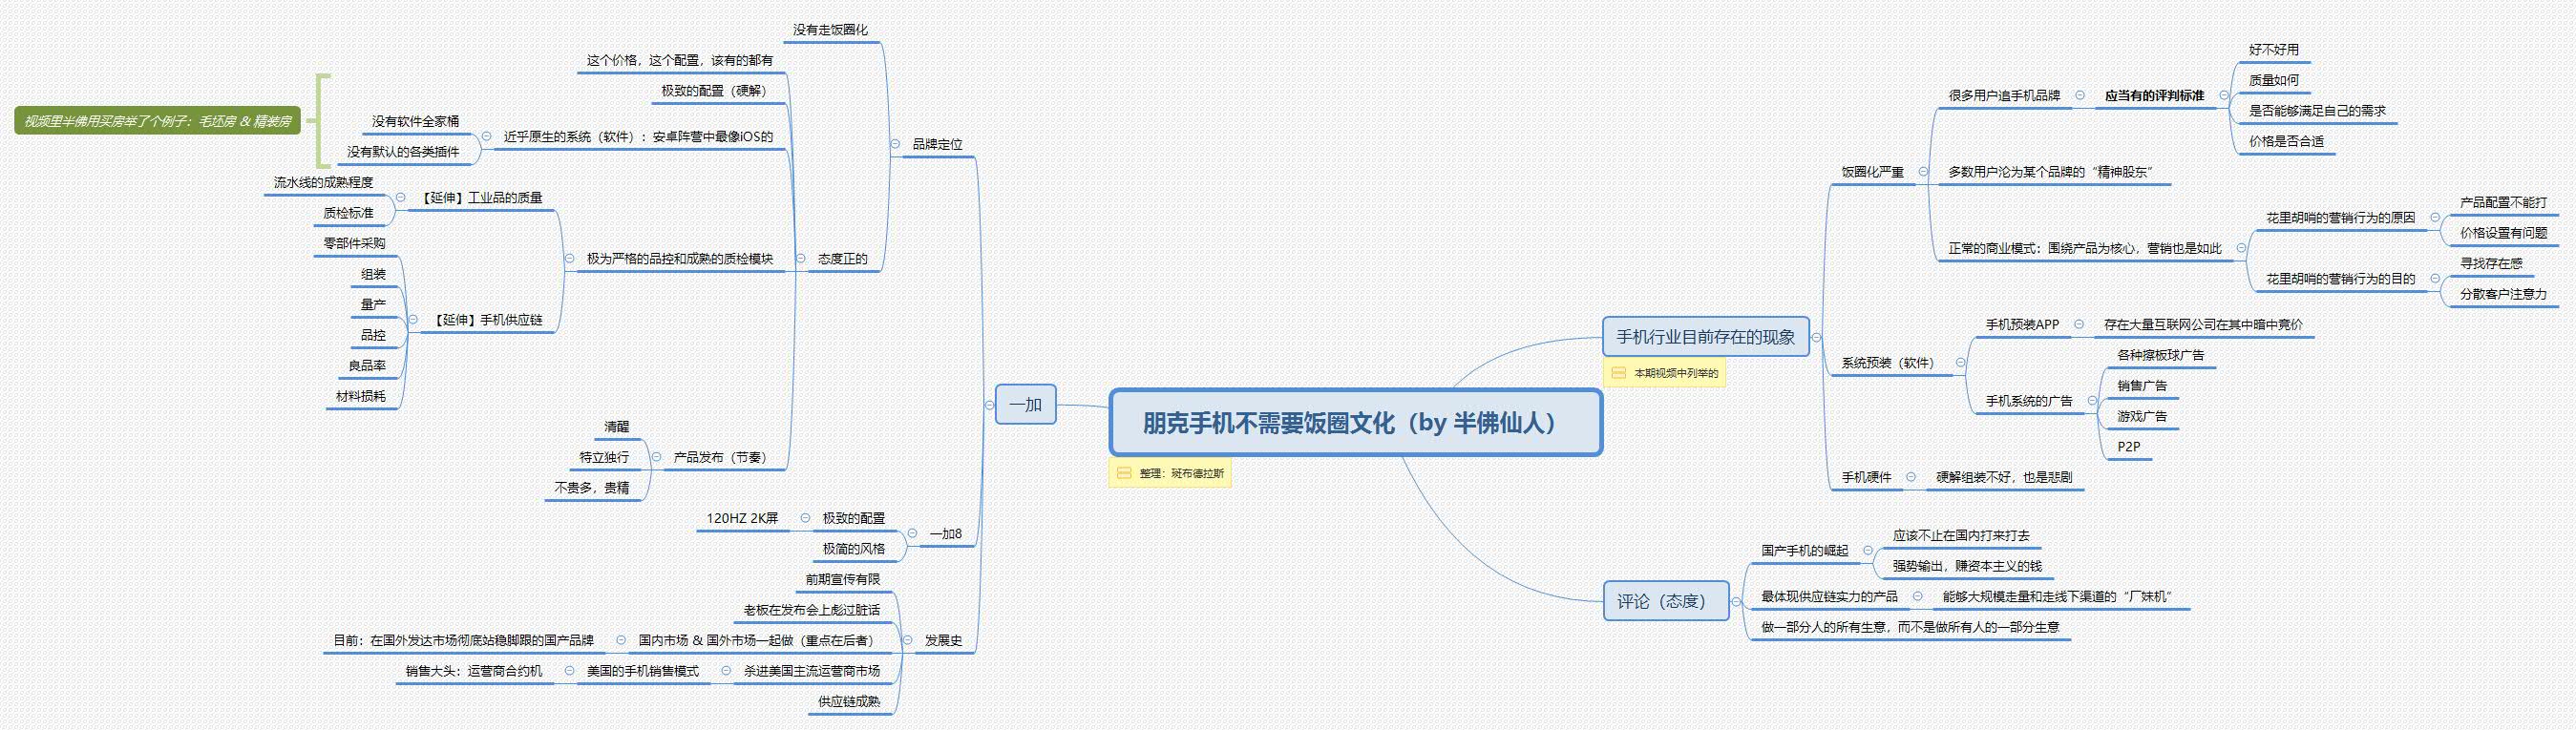 朋克手机不需要饭圈文化（by 半佛仙人）
整理：斑布德拉斯
手机行业目前存在的现象
本期视频中列举的
饭圈化严重
很多用户追手机品牌
应当有的评判标准
好不好用
质量如何
是否能够满足自己的需求
价格是否合适
多数用户沦为某个品牌的“精神股东”
正常的商业模式：围绕产品为核心，营销也是如此
花里胡哨的营销行为的原因
产品配置不能打
价格设置有问题
花里胡哨的营销行为的目的
寻找存在感
分散客户注意力
系统预装（软件）
手机预装APP
存在大量互联网公司在其中暗中竞价
手机系统的广告
各种擦板球广告
销售广告
游戏广告
P2P
手机硬件
硬解组装不好，也是悲剧
评论（态度）
国产手机的崛起
应该不止在国内打来打去
强势输出，赚资本主义的钱
最体现供应链实力的产品
能够大规模走量和走线下渠道的“厂妹机”
做一部分人的所有生意，而不是做所有人的一部分生意
一加
品牌定位
没有走饭圈化
态度正的
这个价格，这个配置，该有的都有
极致的配置（硬解）
近乎原生的系统（软件）：安卓阵营中最像iOS的
没有软件全家桶
没有默认的各类插件
视频里半佛用买房举了个例子：毛坯房 & 精装房
极为严格的品控和成熟的质检模块
【延伸】工业品的质量
流水线的成熟程度
质检标准
【延伸】手机供应链
零部件采购
组装
量产
品控
良品率
材料损耗
产品发布（节奏）
清醒
特立独行
不贵多，贵精
一加8
极致的配置
120HZ 2K屏
极简的风格
发展史
前期宣传有限
老板在发布会上彪过脏话
国内市场 & 国外市场一起做（重点在后者）
目前：在国外发达市场彻底站稳脚跟的国产品牌
杀进美国主流运营商市场
美国的手机销售模式
销售大头：运营商合约机
供应链成熟